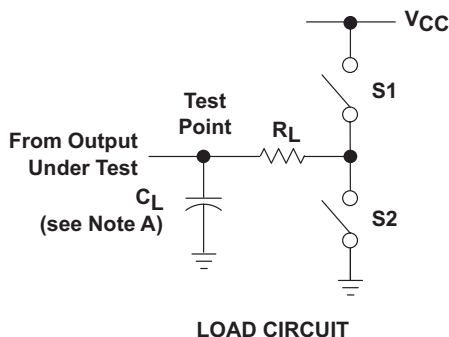 VCC
S1
Test
Point
RL
From Output
Under Test
CL
(see Note A)
S2
LOAD CIRCUIT